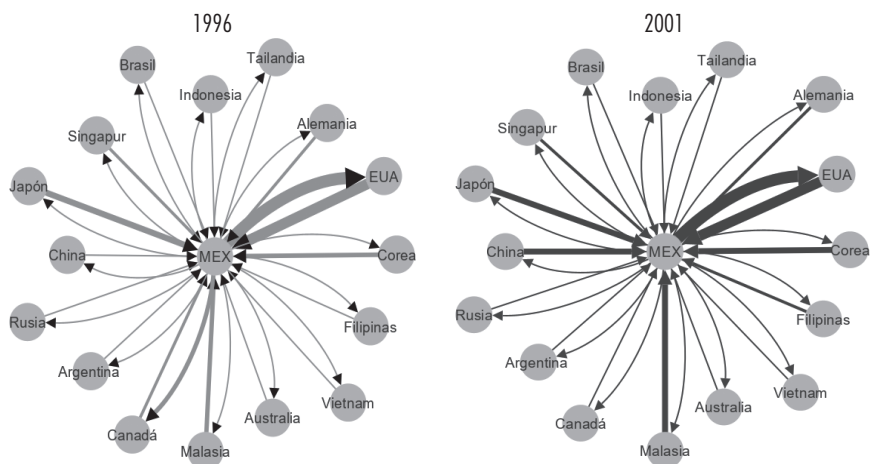 1996
Brasil
Tailandia
Indonesia
Singapur
Alemania
Japón
EUA
China
MEX
Corea
Rusia
Filipinas
Argentina
Vietnam
Canadá
Australia
Malasia
2001
Brasil
Tailandia
Indonesia
Alemania
Singapur
Japón
EUA
China
MEX
Corea
Rusia
Filipinas
Argentina
Vietnam
Canadá
Australia
Malasia